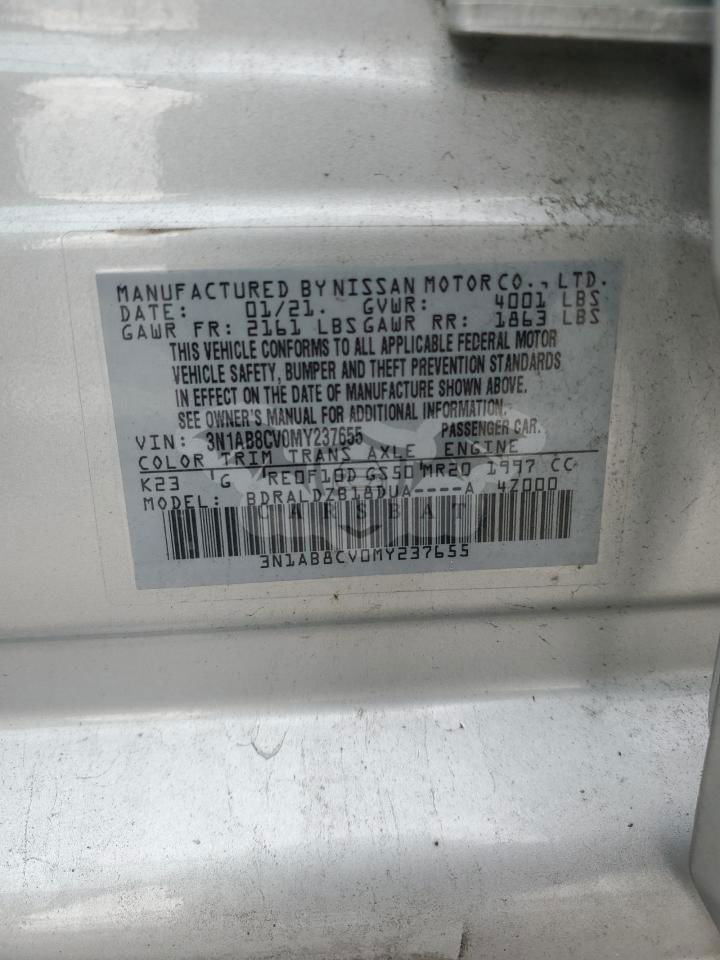 MANUFACTURED BY NISSAN MOTOR CO., LTD.
DATE: 01/21. GVWR: 4001 LBS
GAWR FR: 2161 LBS GAWR RR: 1863 LBS
THIS VEHICLE CONFORMS TO ALL APPLICABLE FEDERAL MOTOR
VEHICLE SAFETY, BUMPER AND THEFT PREVENTION STANDARDS
IN EFFECT ON THE DATE OF MANUFACTURE SHOWN ABOVE.
SEE OWNER'S MANUAL FOR ADDITIONAL INFORMATION.
VIN: 3N1AB8CV0MY237655 PASSENGER CAR.
COLOR TRIM TRANS AXLE ENGINE
K23 G RE0F10D GS50 MR20 1997 CC
MODEL: BDRALDZB18DUA----A 4Z000
CARSBAT
3N1AB8CV0MY237655